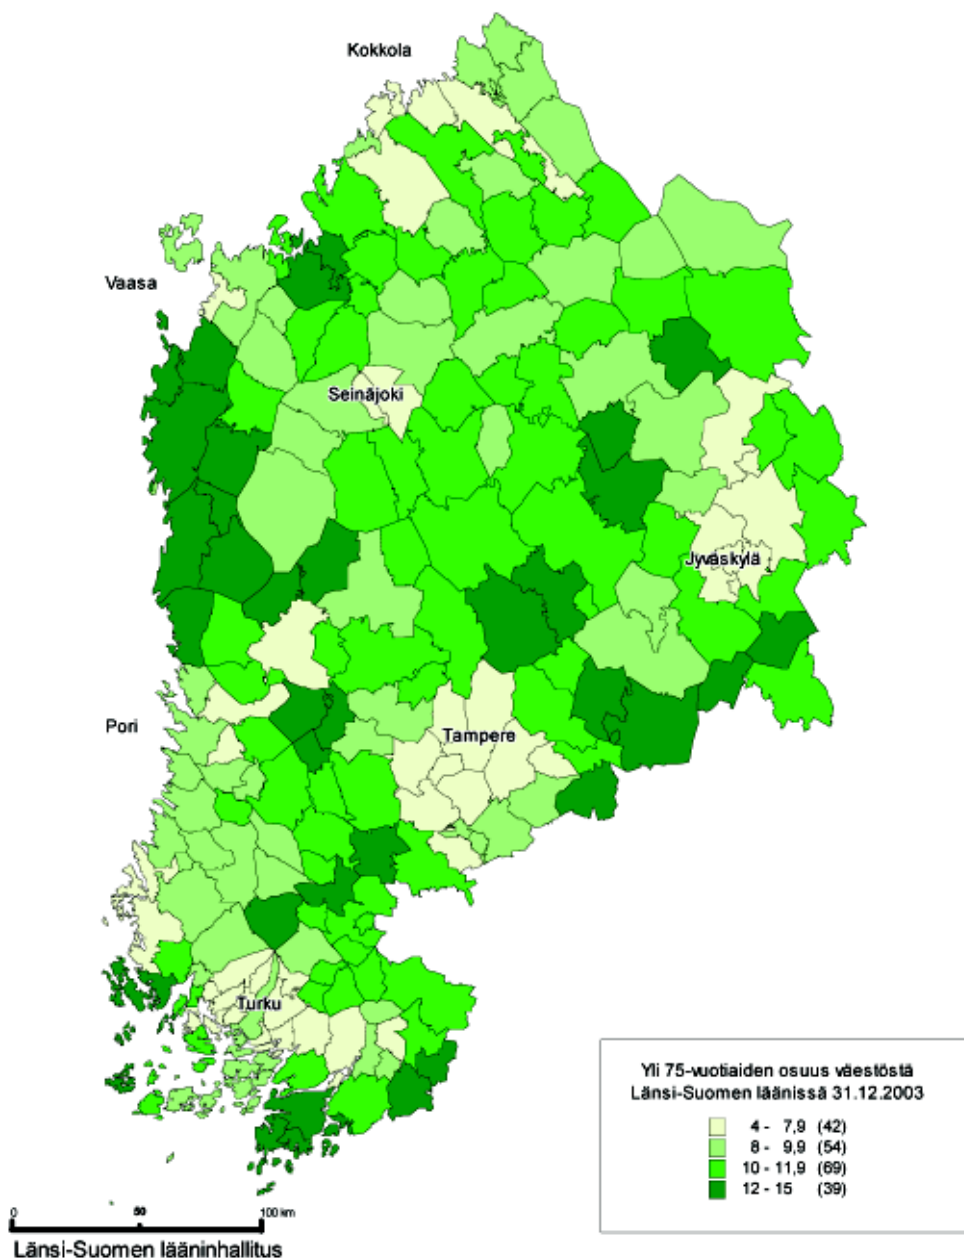 Kokkola
Vaasa
Seinäjoki
Jyväskylä
Pori
Tampere
Turku
Yli 75-vuotiaiden osuus väestöstä
Länsi-Suomen läänissä 31.12.2003
4 - 7,9 (42)
8 - 9,9 (54)
10 - 11,9 (69)
12 - 15 (39)
0 50 100 km
Länsi-Suomen lääninhallitus